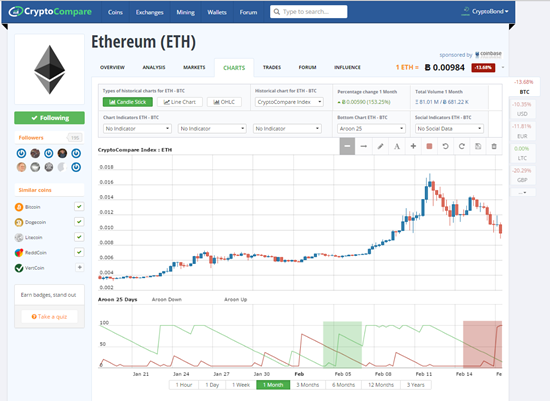 CryptoCompare Coins Exchanges Mining Wallets Forum Type to search... CryptoBond
Ethereum (ETH)
sponsored by coinbase
OVERVIEW ANALYSIS MARKETS CHARTS TRADES FORUM INFLUENCE 1 ETH = Ƀ 0.00984 -13.68%
-13.68%
BTC
-10.35%
USD
-11.81%
EUR
0.00%
LTC
-20.29%
GBP
...
Following
Followers
Similar coins
Bitcoin
Dogecoin
Litecoin
ReddCoin
VertCoin
Earn badges, stand out
Take a quiz
Types of historical charts for ETH - BTC Historical chart for ETH - BTC Percentage change 1 Month Total Volume 1 Month
Candle Stick Line Chart OHLC CryptoCompare Index Ƀ 0.00590 (153.25%) Ξ 81.01 M / Ƀ 681.22 K
Chart Indicators ETH - BTC Bottom Chart ETH - BTC Social Indicators ETH - BTC
No Indicator No Indicator No Indicator Aroon 25 No Social Data
A
CryptoCompare Index : ETH
0.018
0.016
0.014
0.012
0.010
0.008
0.006
0.004
0.002
Aroon 25 Days Aroon Down Aroon Up
100
50
0
Jan 21 Jan 24 Jan 27 Jan 30 Feb Feb 05 Feb 08 Feb 11 Feb 14 Fe
1 Hour 1 Day 1 Week 1 Month 3 Months 6 Months 12 Months 3 Years